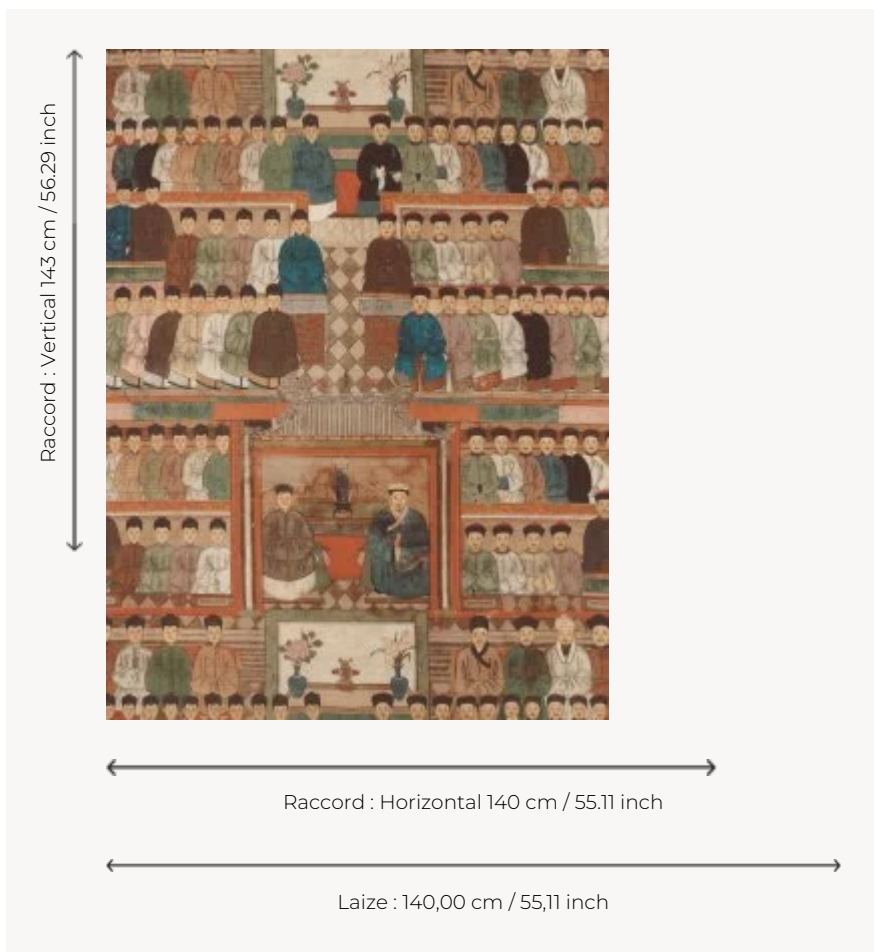 Raccord : Vertical 143 cm / 56.29 inch
Raccord : Horizontal 140 cm / 55.11 inch
Laize : 140,00 cm / 55,11 inch